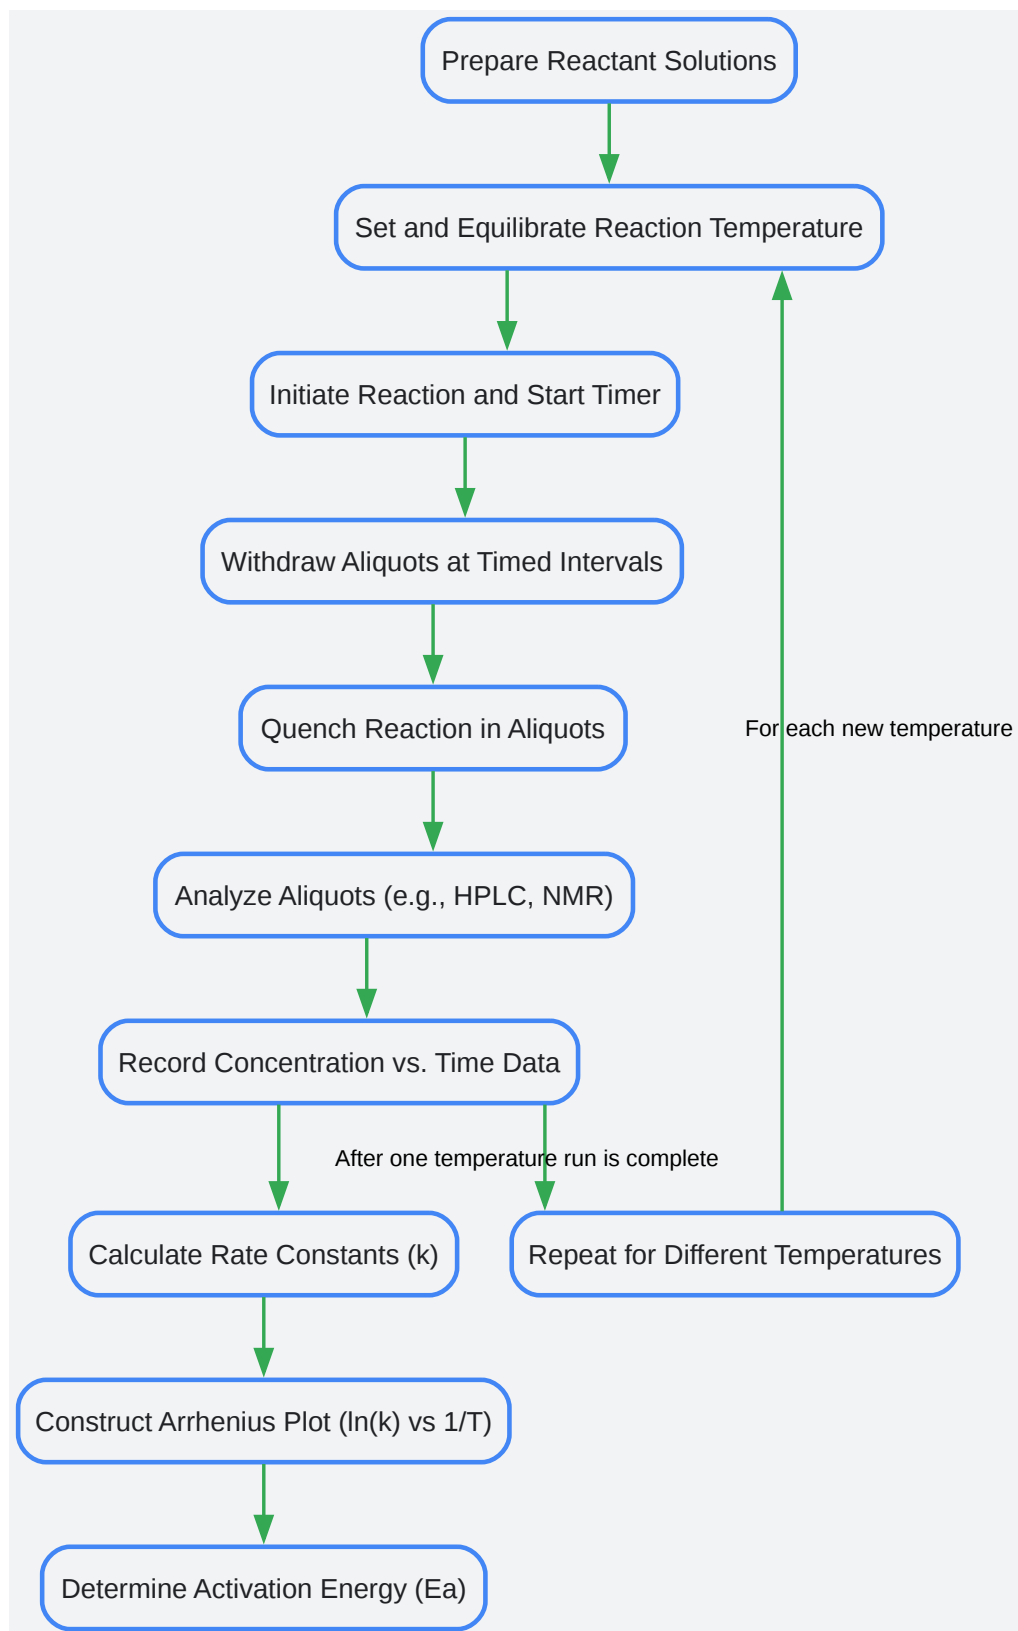 Prepare Reactant Solutions
Set and Equilibrate Reaction Temperature
Initiate Reaction and Start Timer
Withdraw Aliquots at Timed Intervals
Quench Reaction in Aliquots
For each new temperature
Analyze Aliquots (e.g., HPLC, NMR)
Record Concentration vs. Time Data
After one temperature run is complete
Calculate Rate Constants (k)
Repeat for Different Temperatures
Construct Arrhenius Plot (ln(k) vs 1/T)
Determine Activation Energy (Ea)